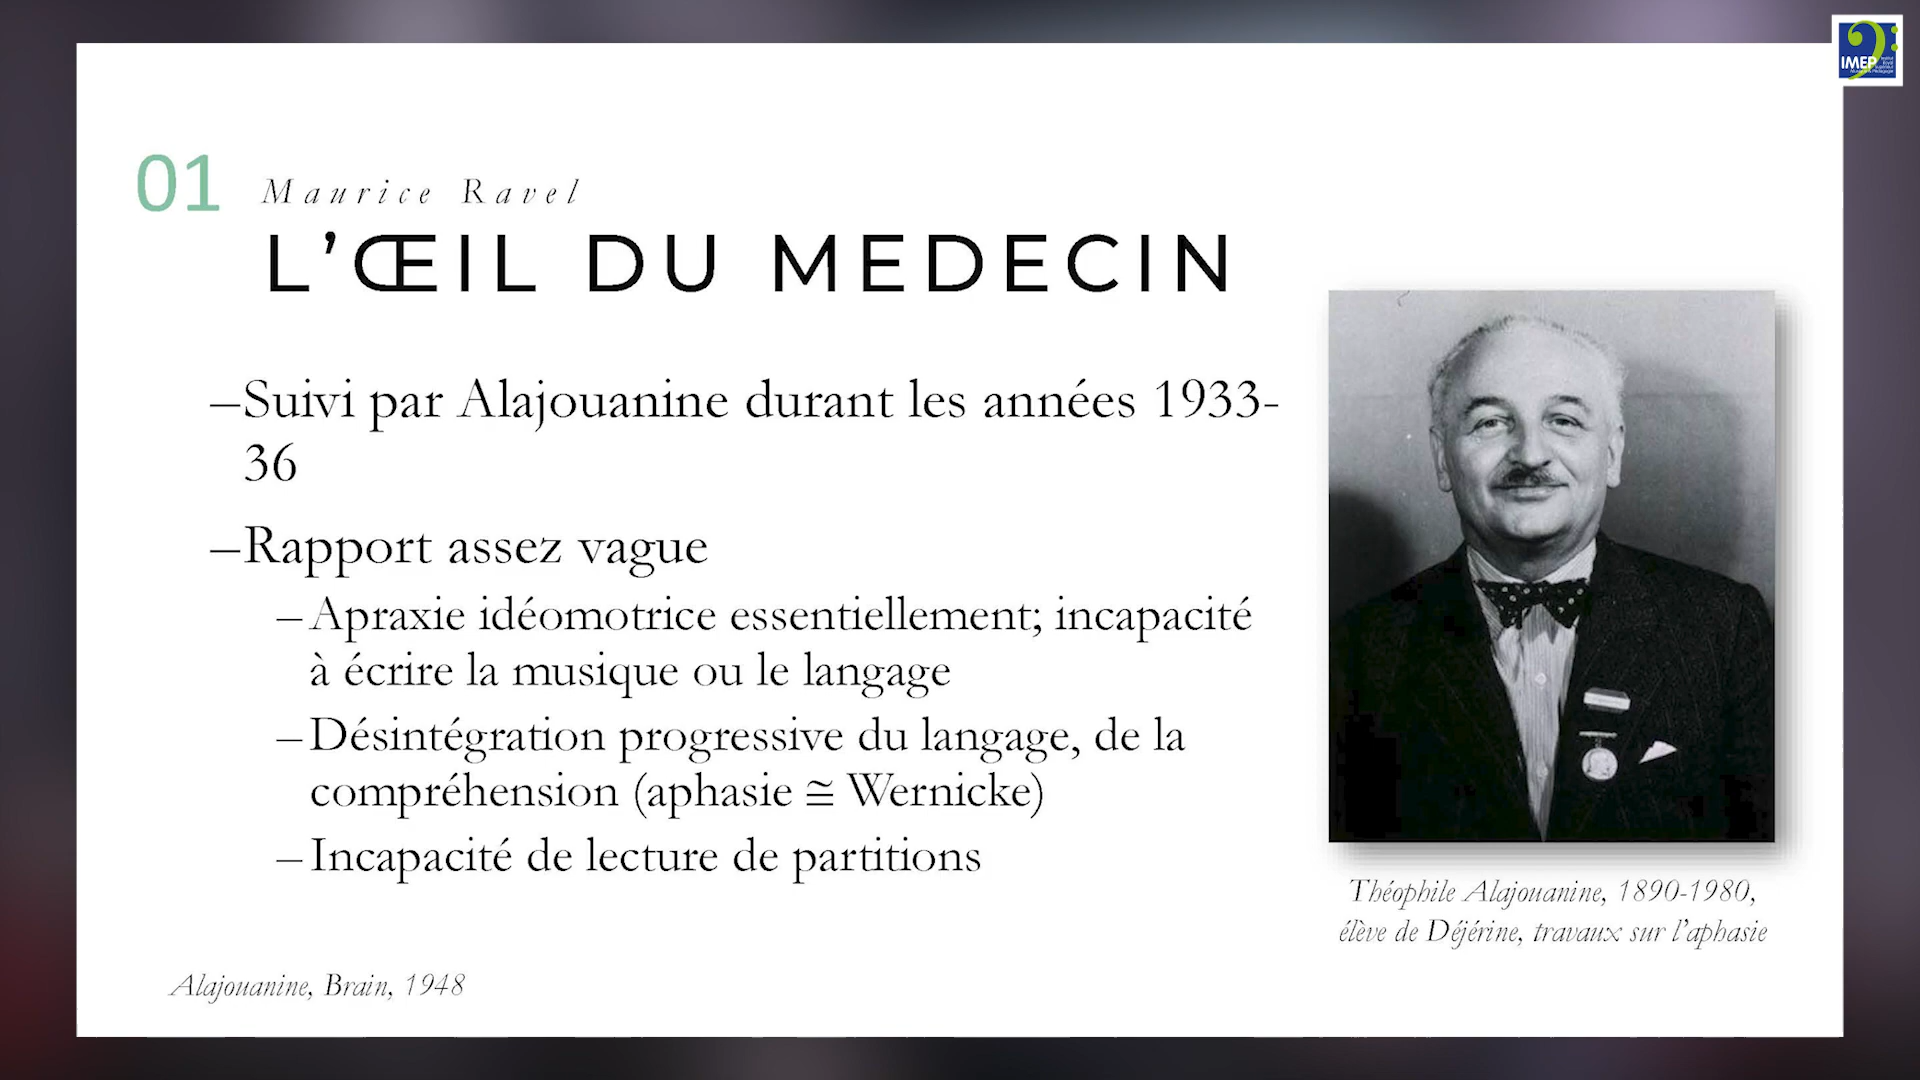 IMEP
01 Maurice Ravel
L'ŒIL DU MEDECIN
–Suivi par Alajouanine durant les années 1933-
36
–Rapport assez vague
–Apraxie idéomotrice essentiellement; incapacité
à écrire la musique ou le langage
–Désintégration progressive du langage, de la
compréhension (aphasie ≅ Wernicke)
–Incapacité de lecture de partitions
Théophile Alajouanine, 1890-1980,
élève de Déjérine, travaux sur l'aphasie
Alajouanine, Brain, 1948